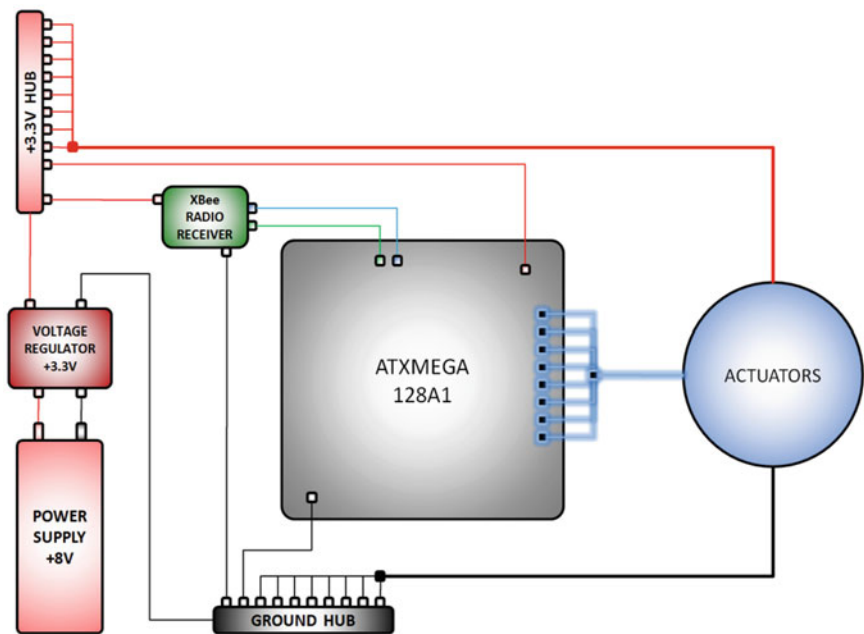 +3.3V HUB
XBee
RADIO
RECEIVER
VOLTAGE
REGULATOR
+3.3V
ATXMEGA
128A1
ACTUATORS
POWER
SUPPLY
+8V
GROUND HUB